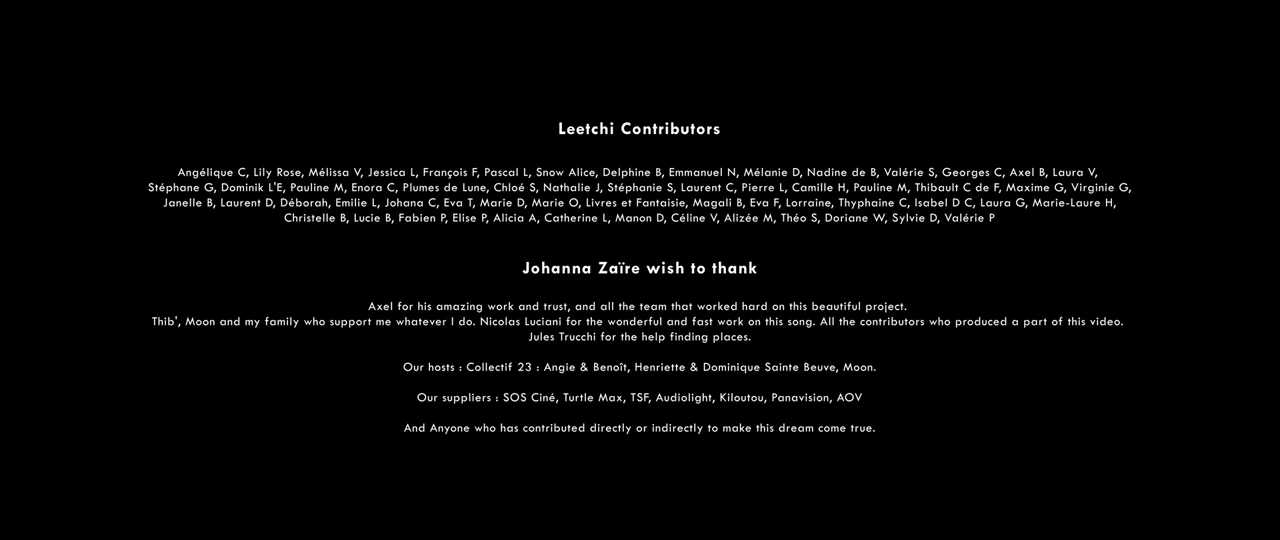 Leetchi Contributors
Angélique C, Lily Rose, Mélissa V, Jessica L, François F, Pascal L, Snow Alice, Delphine B, Emmanuel N, Mélanie D, Nadine de B, Valérie S, Georges C, Axel B, Laura V,
Stéphane G, Dominik L'E, Pauline M, Enora C, Plumes de Lune, Chloé S, Nathalie J, Stéphanie S, Laurent C, Pierre L, Camille H, Pauline M, Thibault C de F, Maxime G, Virginie G,
Janelle B, Laurent D, Déborah, Emilie L, Johana C, Eva T, Marie D, Marie O, Livres et Fantaisie, Magali B, Eva F, Lorraine, Thyphaine C, Isabel D C, Laura G, Marie-Laure H,
Christelle B, Lucie B, Fabien P, Elise P, Alicia A, Catherine L, Manon D, Céline V, Alizée M, Théo S, Doriane W, Sylvie D, Valérie P
Johanna Zaïre wish to thank
Axel for his amazing work and trust, and all the team that worked hard on this beautiful project.
Thib', Moon and my family who support me whatever I do. Nicolas Luciani for the wonderful and fast work on this song. All the contributors who produced a part of this video.
Jules Trucchi for the help finding places.
Our hosts : Collectif 23 : Angie & Benoît, Henriette & Dominique Sainte Beuve, Moon.
Our suppliers : SOS Ciné, Turtle Max, TSF, Audiolight, Kiloutou, Panavision, AOV
And Anyone who has contributed directly or indirectly to make this dream come true.